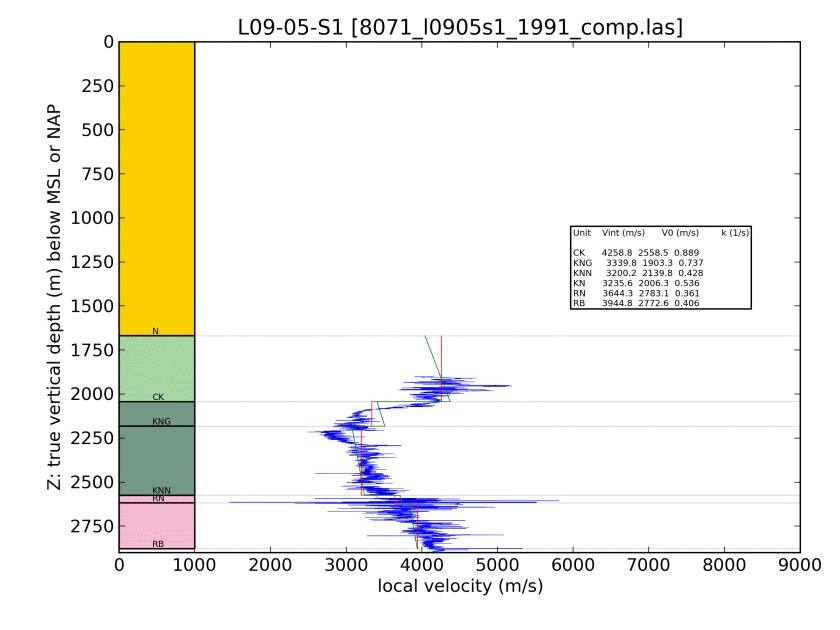 L09-05-S1 [8071_l0905s1_1991_comp.las]
0
250
500
750
1000
1250
1500
1750
2000
2250
2500
2750
Z: true vertical depth (m) below MSL or NAP
N
CK
KNG
KNN
RN
RB
Unit Vint (m/s) V0 (m/s) k (1/s)
CK 4258.8 2558.5 0.889
KNG 3339.8 1903.3 0.737
KNN 3200.2 2139.8 0.428
KN 3235.6 2006.3 0.536
RN 3644.3 2783.1 0.361
RB 3944.8 2772.6 0.406
0 1000 2000 3000 4000 5000 6000 7000 8000 9000
local velocity (m/s)